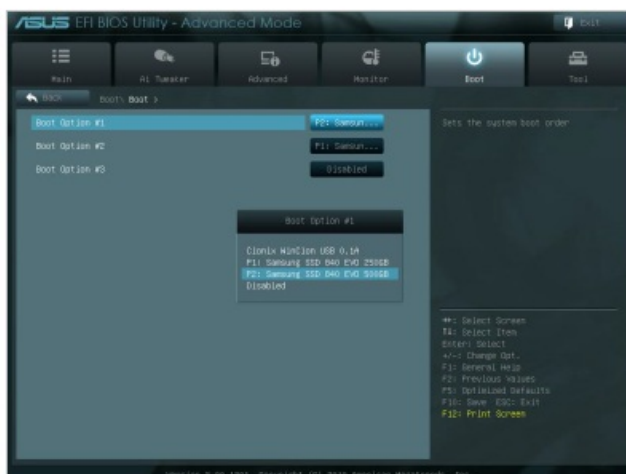 ASUS EFI BIOS Utility - Advanced Mode
Exit
Main
Ai Tweaker
Advanced
Monitor
Boot
Tool
Back
Boot\ Boot >
Boot Option #1
P2: Samsun...
Sets the system boot order
Boot Option #2
P1: Samsun...
Boot Option #3
Disabled
Boot Option #1
Clonix WinClon USB 0.1A
P1: Samsung SSD 840 EVO 250GB
P2: Samsung SSD 840 EVO 500GB
Disabled
→←: Select Screen
↑↓: Select Item
Enter: Select
+/-: Change Opt.
F1: General Help
F2: Previous Values
F5: Optimized Defaults
F10: Save ESC: Exit
F12: Print Screen